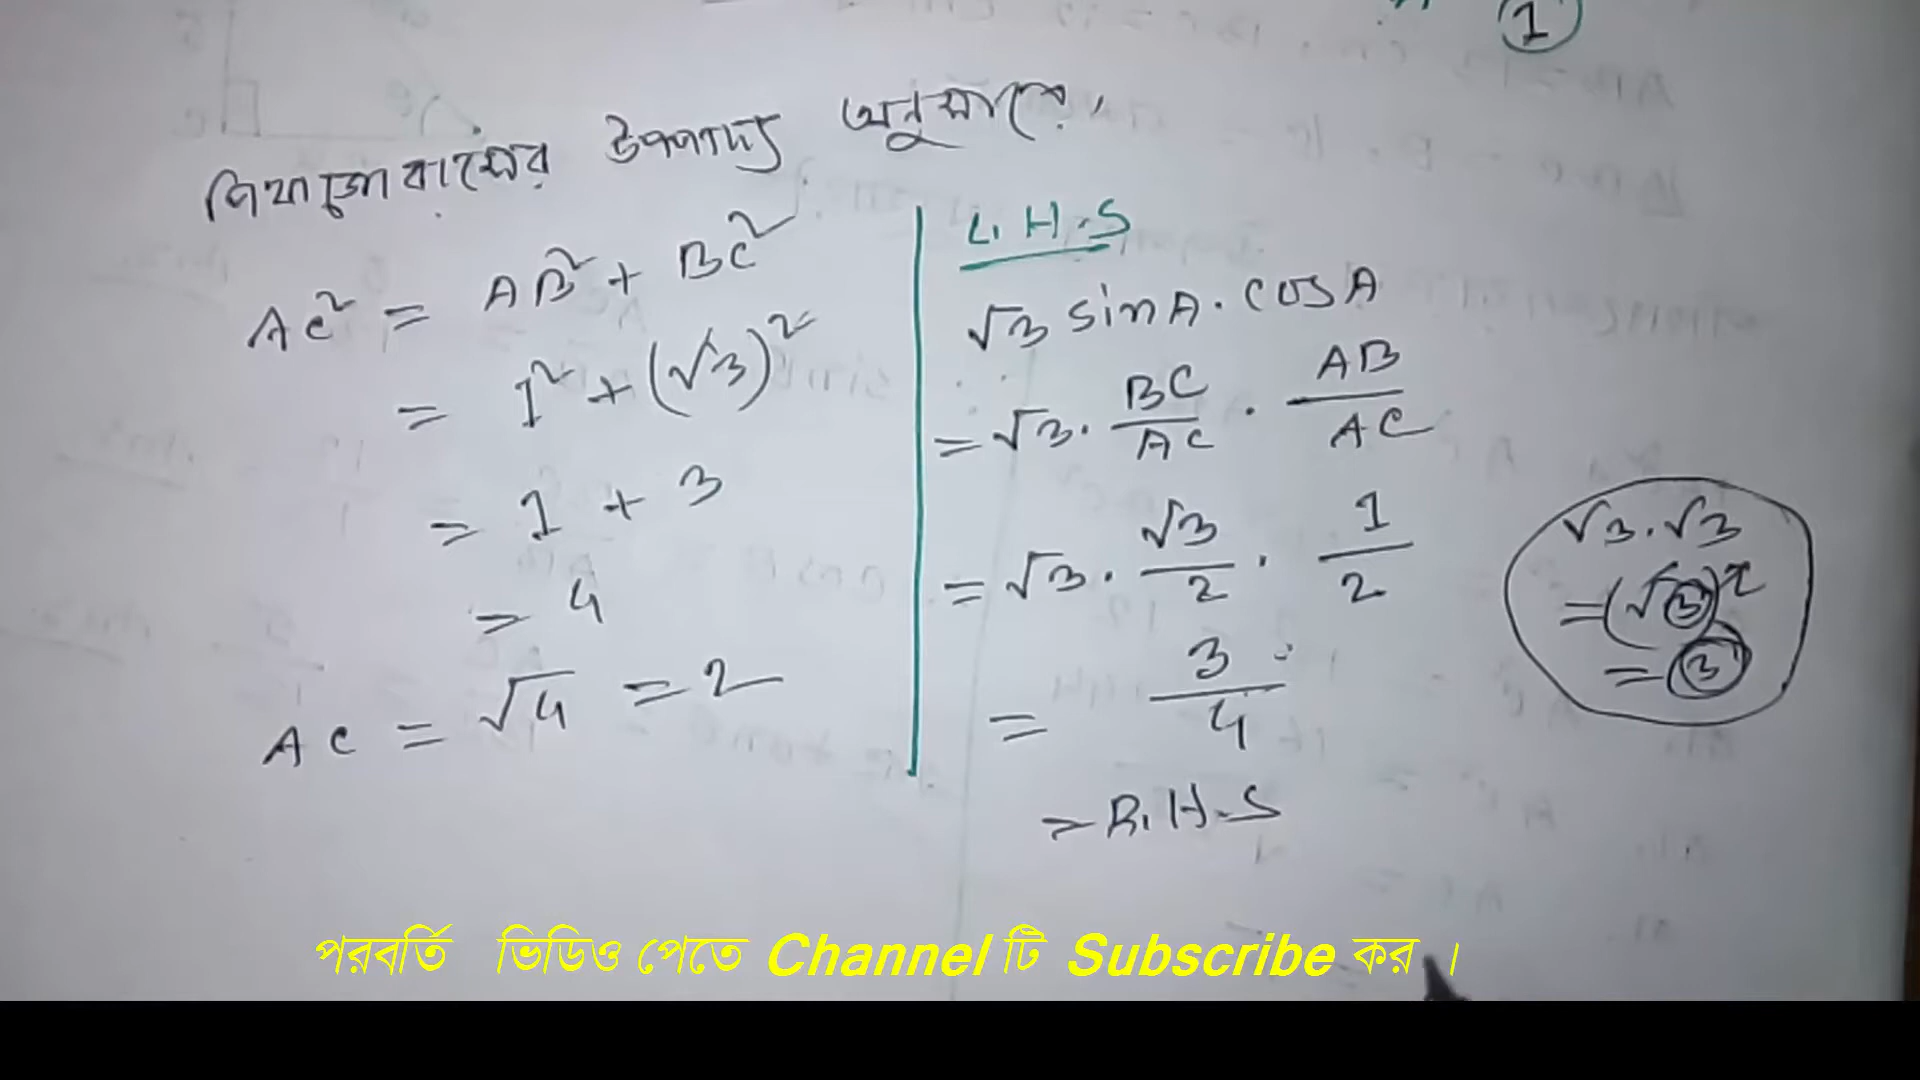 1
পিথাগোরাসের উপপাদ্য অনুসারে,
AC² = AB² + BC²
= 1² + (√3)²
= 1 + 3
= 4
AC = √4 = 2
L.H.S
√3 sinA · cosA
= √3 · BC/AC · AB/AC
= √3 · √3/2 · 1/2
= 3/4
= R.H.S
√3 · √3
= (√3)²
= 3
পরবর্তি ভিডিও পেতে Channel টি Subscribe কর ।